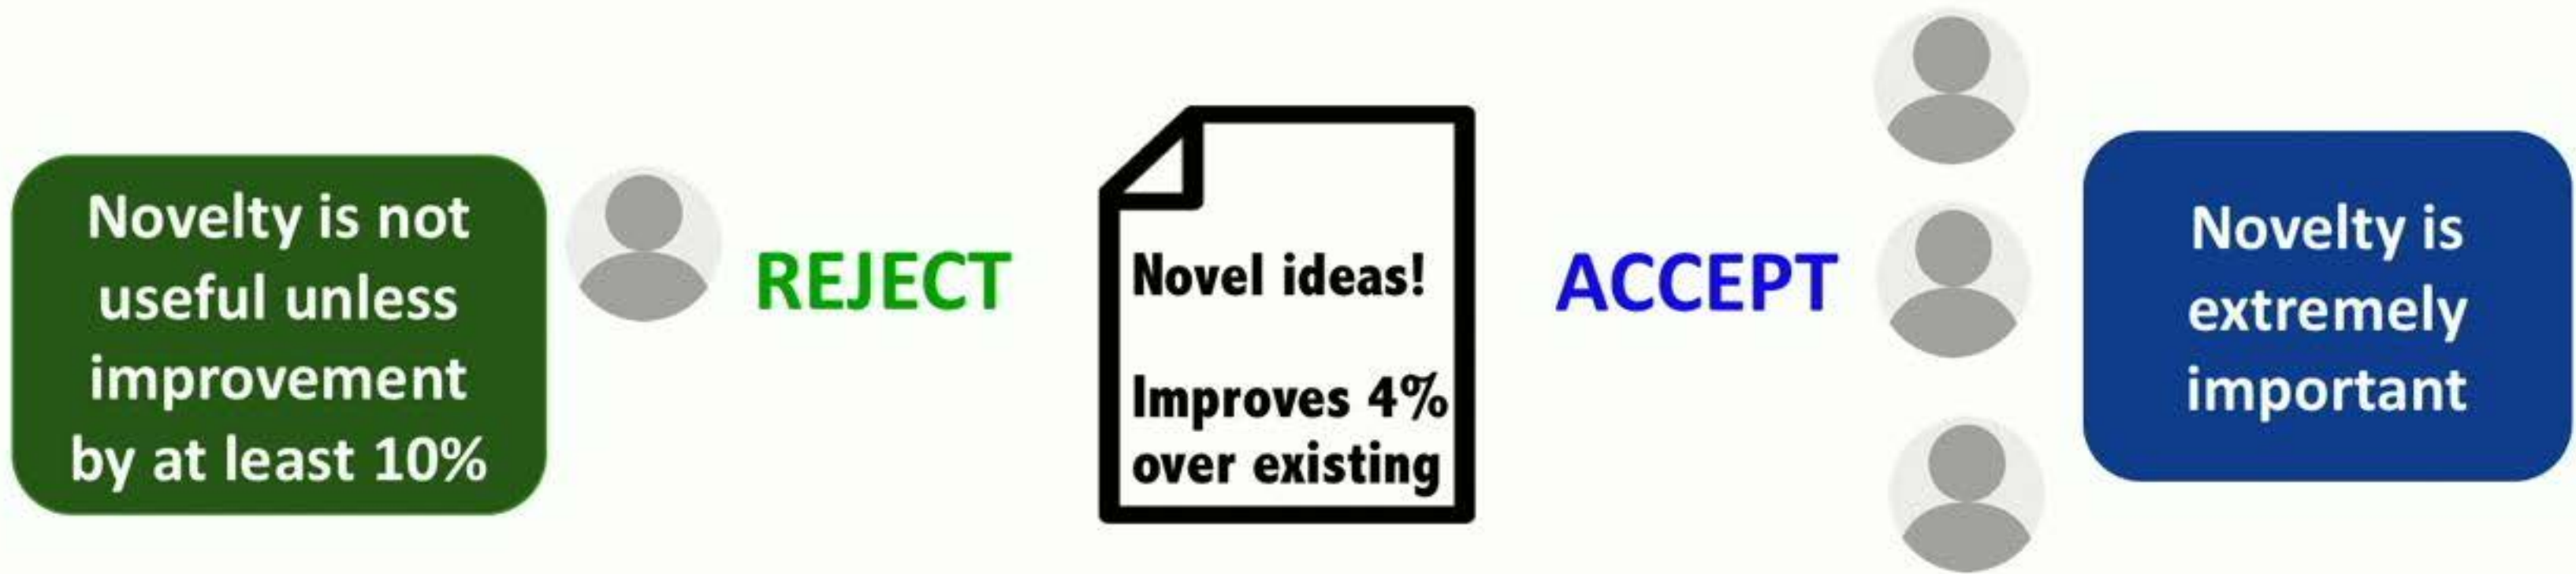 Novelty is not
useful unless
improvement
by at least 10%
REJECT
Novel ideas!
Improves 4%
over existing
ACCEPT
Novelty is
extremely
important